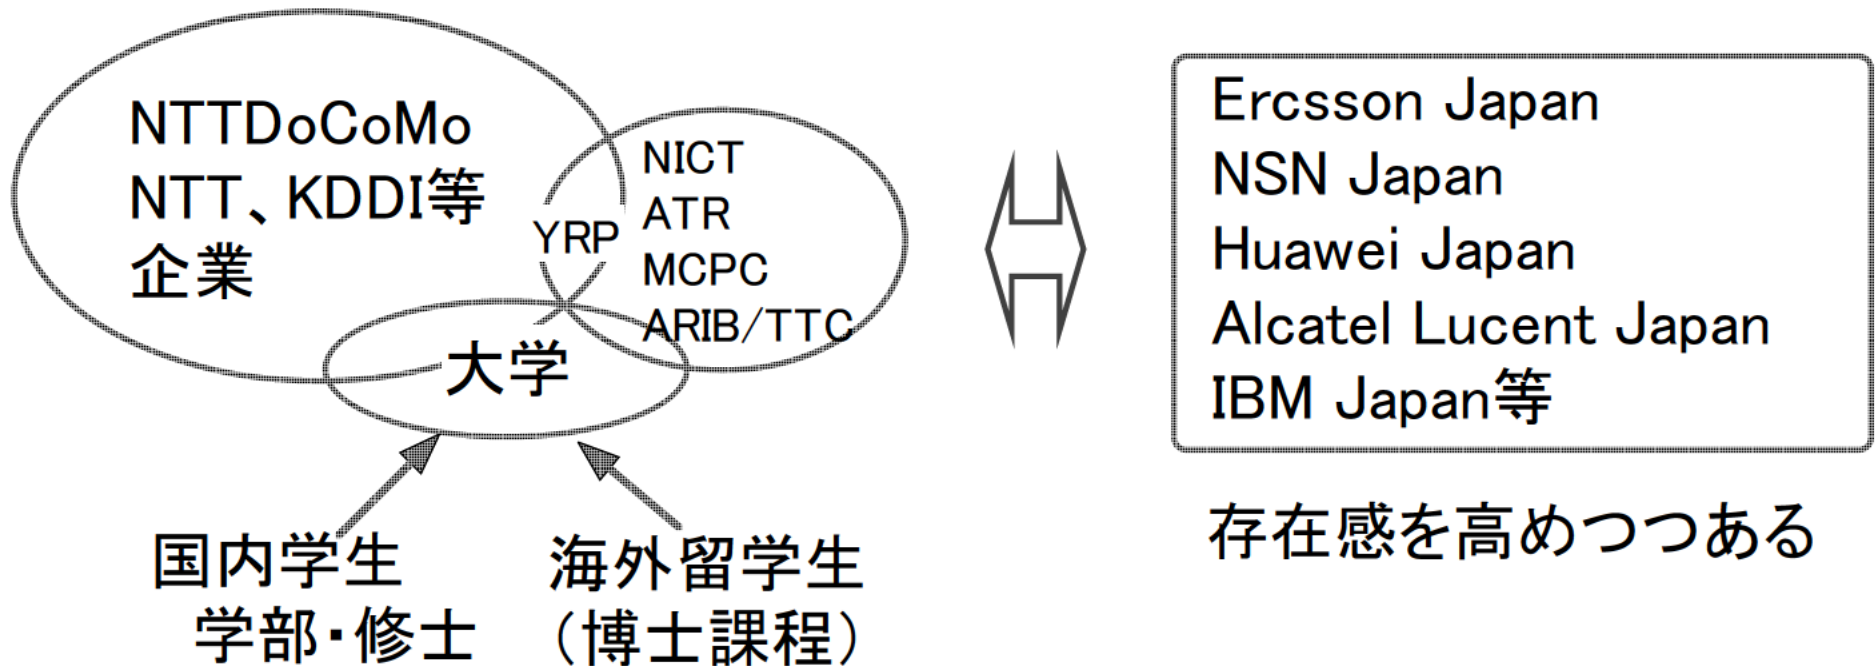 NTTDoCoMo
NTT、KDDI等
企業
YRP
NICT
ATR
MCPC
ARIB/TTC
大学
国内学生
学部・修士
海外留学生
（博士課程）
Ercsson Japan
NSN Japan
Huawei Japan
Alcatel Lucent Japan
IBM Japan等
存在感を高めつつある